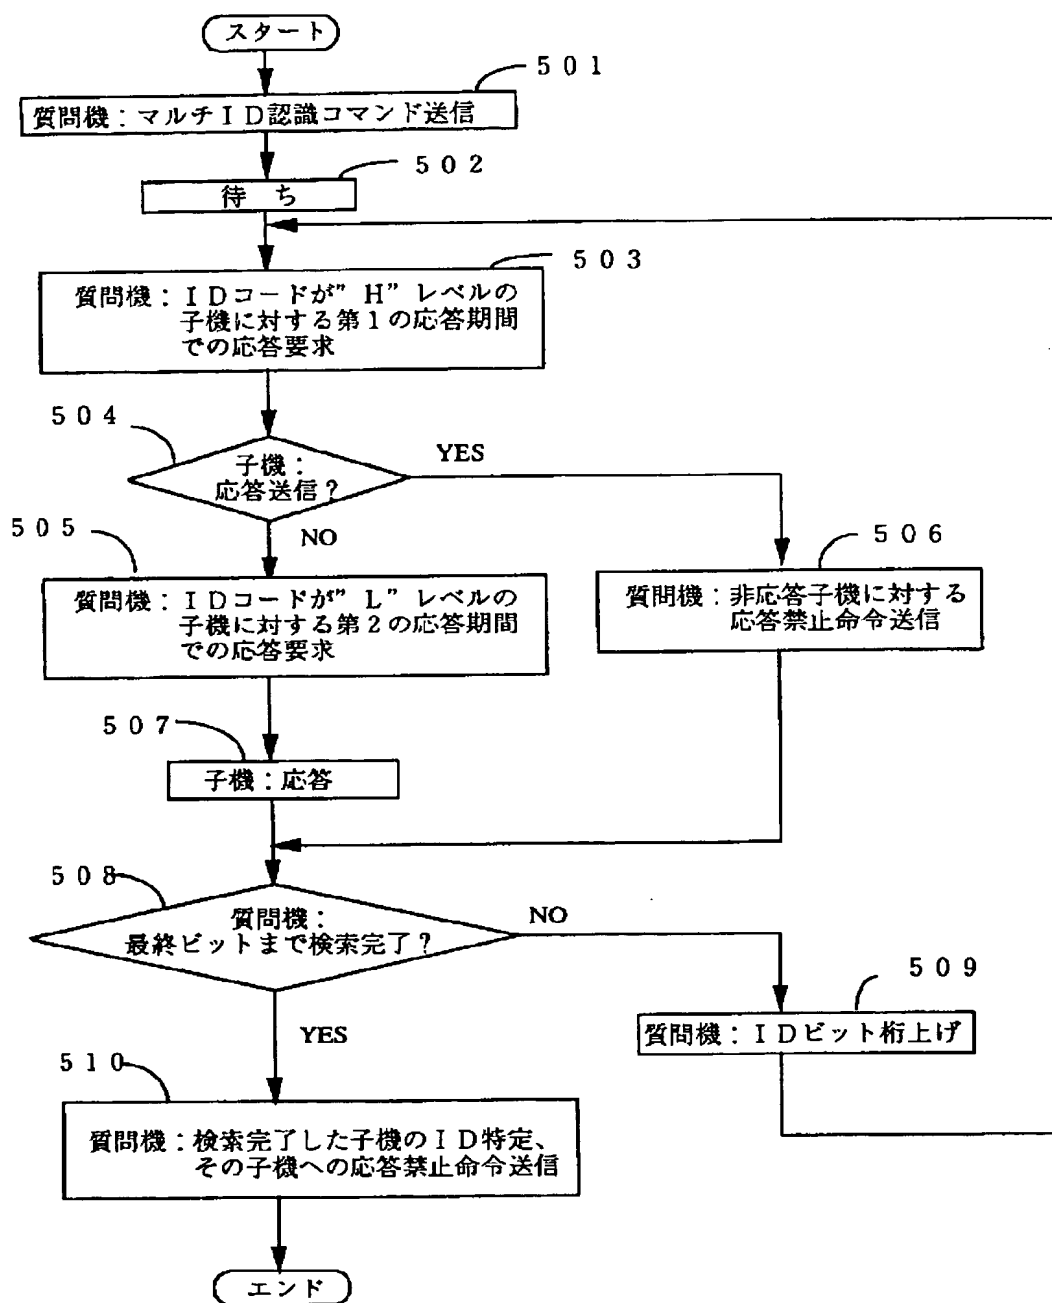 スタート
501
質問機：マルチID認識コマンド送信
502
待 ち
503
質問機：IDコードが”H”レベルの
子機に対する第1の応答期間
での応答要求
504
子機：
応答送信？
YES
NO
505
質問機：IDコードが”L”レベルの
子機に対する第2の応答期間
での応答要求
506
質問機：非応答子機に対する
応答禁止命令送信
507
子機：応答
508
質問機：
最終ビットまで検索完了？
NO
YES
509
質問機：IDビット桁上げ
510
質問機：検索完了した子機のID特定、
その子機への応答禁止命令送信
エンド